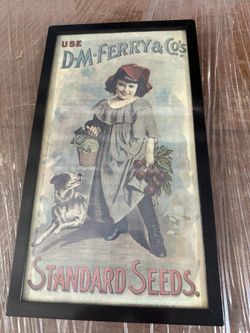 USE
D.M.FERRY & CO'S
STANDARD SEEDS.